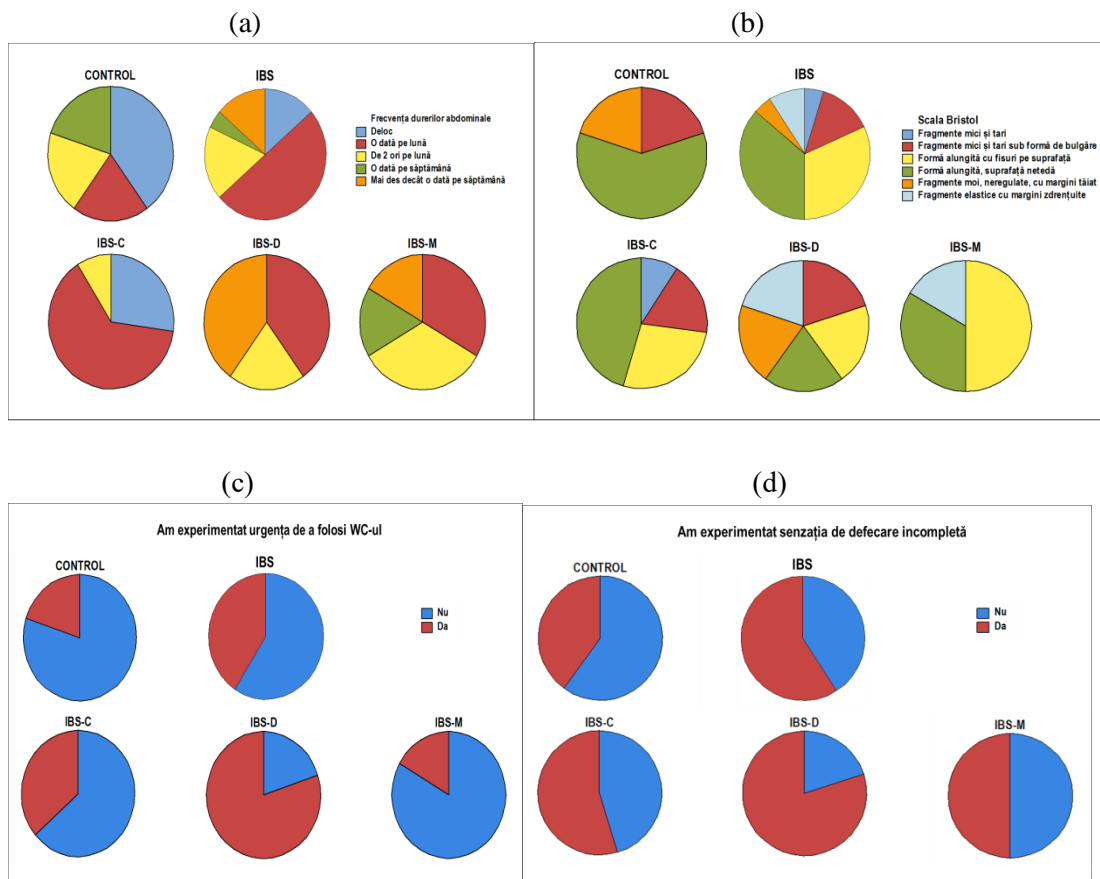 (a)
CONTROL
IBS
Frecvența durerilor abdominale
Deloc
O dată pe lună
De 2 ori pe lună
O dată pe săptămână
Mai des decât o dată pe săptămână
IBS-C
IBS-D
IBS-M
(b)
CONTROL
IBS
Scala Bristol
Fragmente mici și tari
Fragmente mici și tari sub formă de bulgăre
Formă alungită cu fisuri pe suprafață
Formă alungită, suprafață netedă
Fragmente moi, neregulate, cu margini tăiat
Fragmente elastice cu margini zdrențuite
IBS-C
IBS-D
IBS-M
(c)
Am experimentat urgența de a folosi WC-ul
CONTROL
IBS
Nu
Da
IBS-C
IBS-D
IBS-M
(d)
Am experimentat senzația de defecare incompletă
CONTROL
IBS
Nu
Da
IBS-C
IBS-D
IBS-M